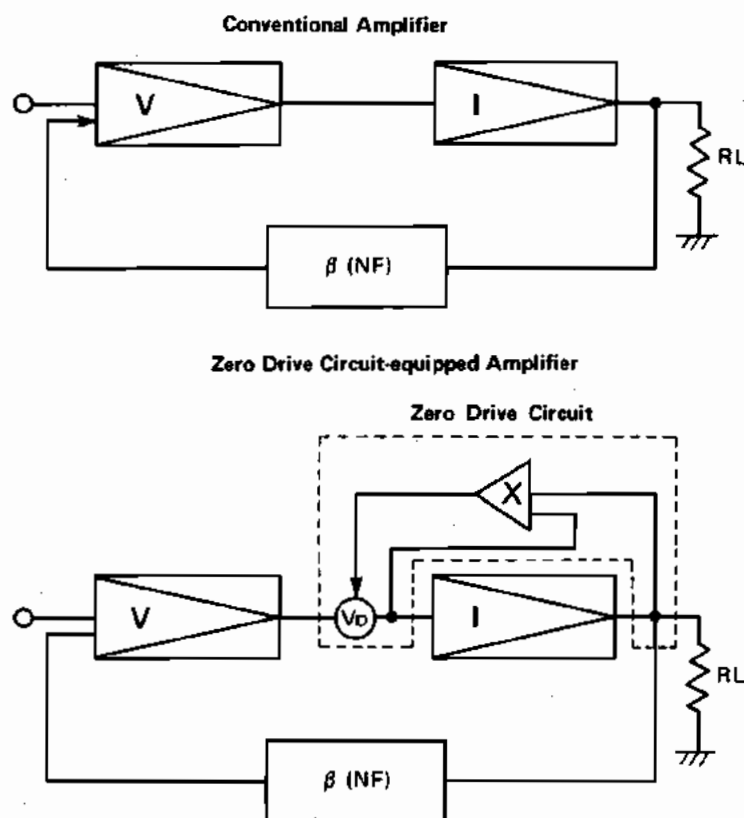 Conventional Amplifier
V
I
RL
β (NF)
Zero Drive Circuit-equipped Amplifier
Zero Drive Circuit
X
V
VD
I
RL
β (NF)